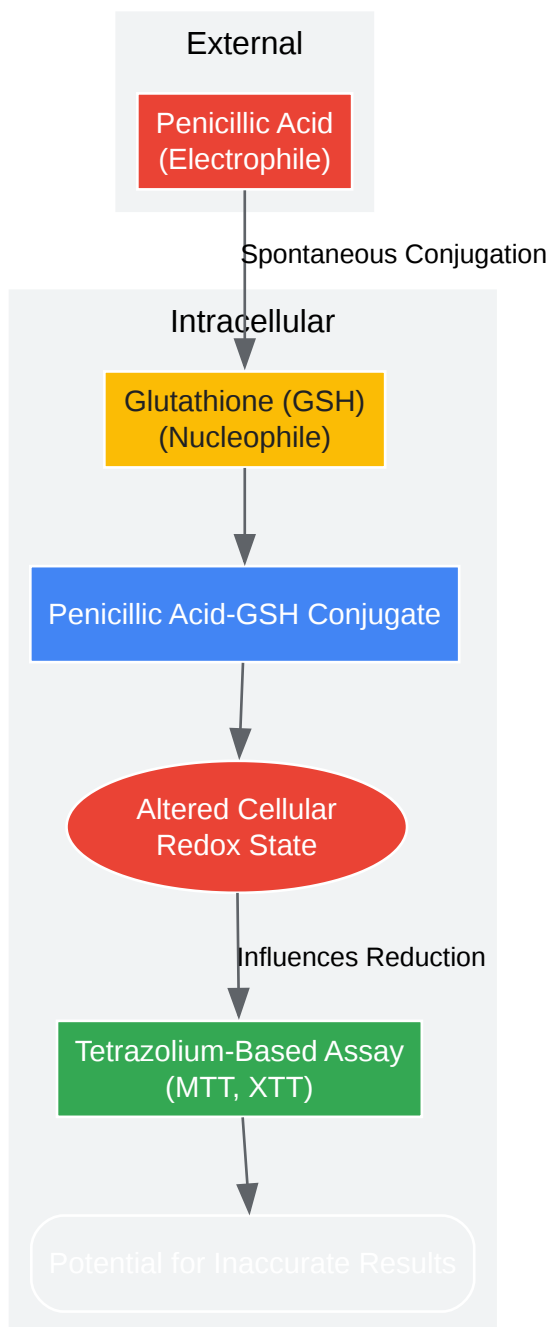 External
Penicillic Acid
(Electrophile)
Spontaneous Conjugation
Intracellular
Glutathione (GSH)
(Nucleophile)
Penicillic Acid-GSH Conjugate
Altered Cellular
Redox State
Influences Reduction
Tetrazolium-Based Assay
(MTT, XTT)
Potential for Inaccurate Results